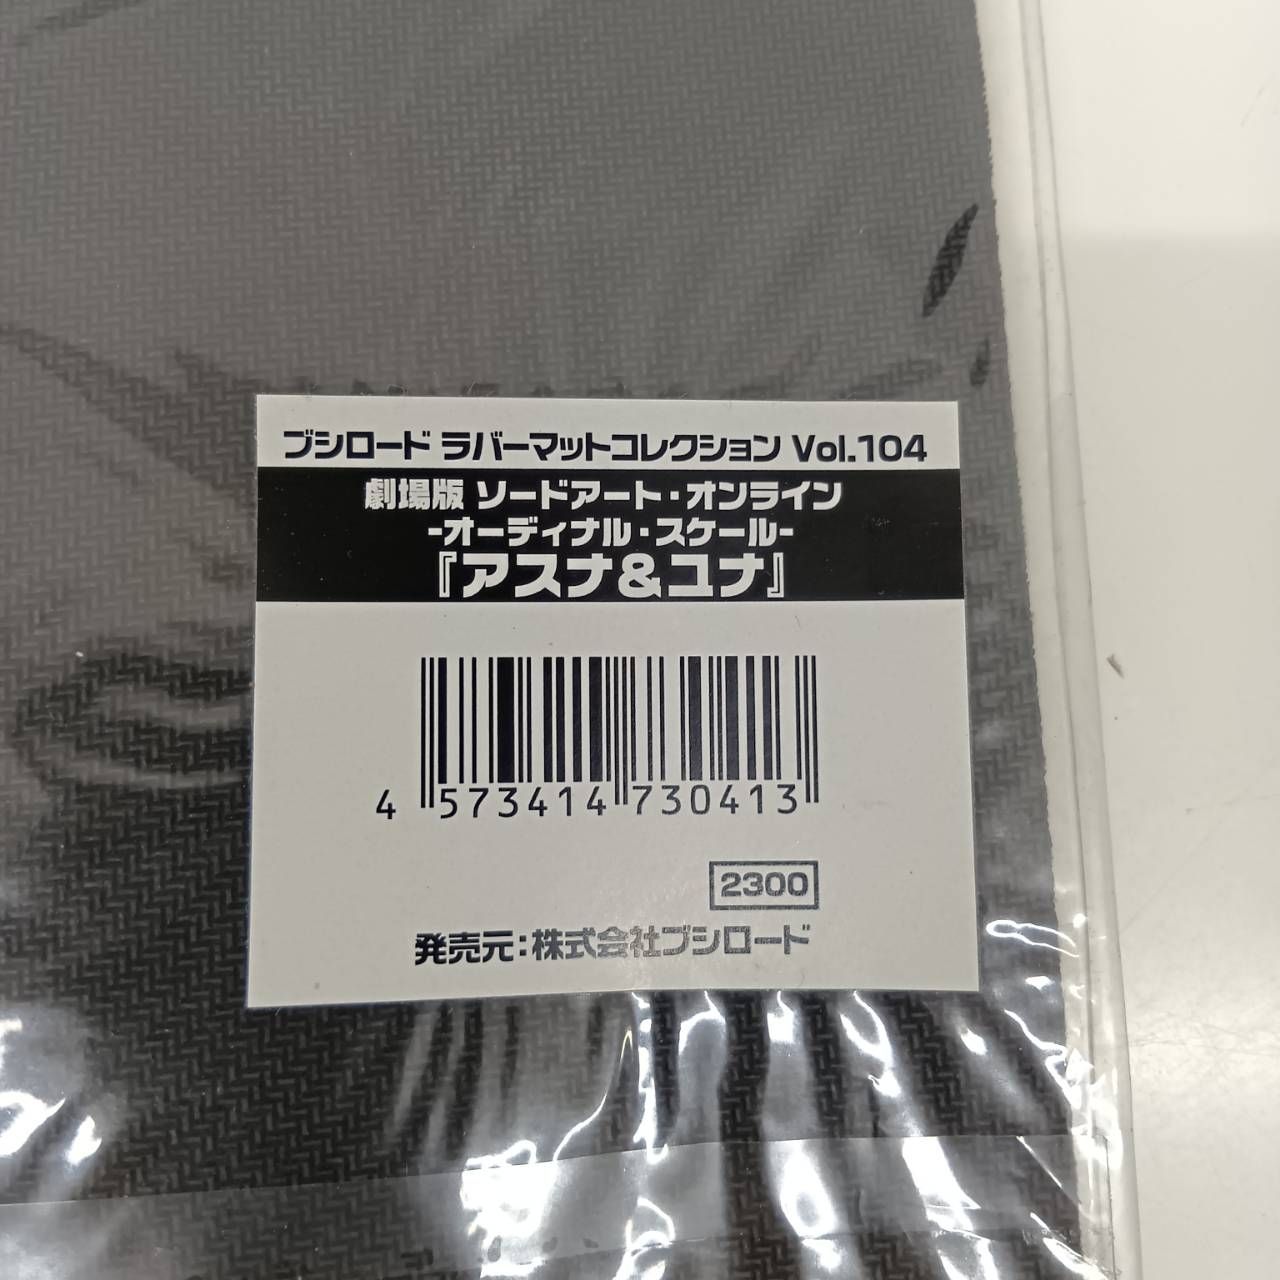 ブシロード ラバーマットコレクション Vol.104
劇場版 ソードアート・オンライン
-オーディナル・スケール-
『アスナ&ユナ』
4 573414 730413
2300
発売元:株式会社ブシロード